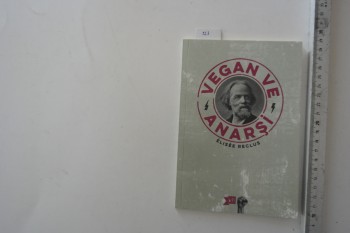 VEGAN VE
ANARŞİ
ÉLISÉE RECLUS